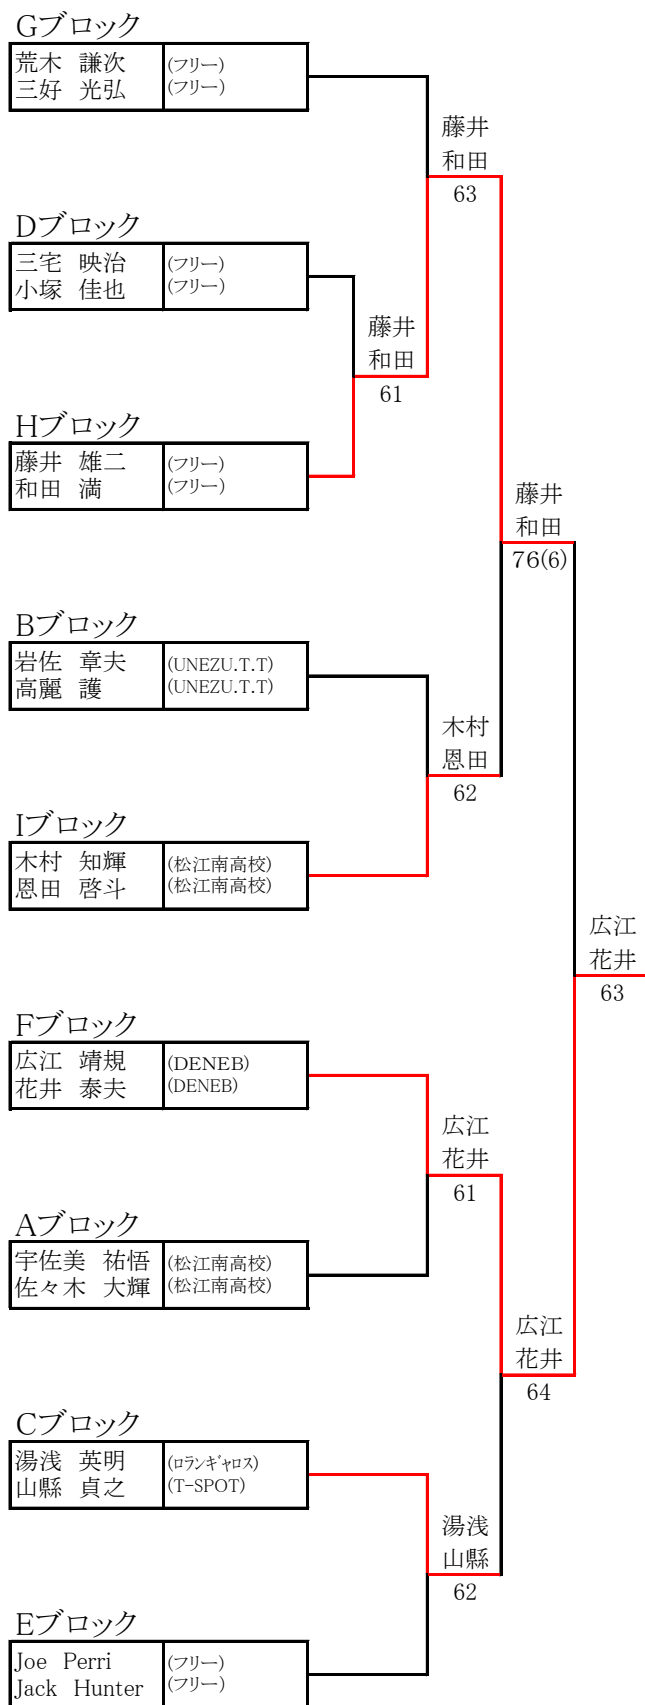 Gブロック
荒木 謙次 (フリー)
三好 光弘 (フリー)
藤井
和田
63
Dブロック
三宅 映治 (フリー)
小塚 佳也 (フリー)
藤井
和田
61
Hブロック
藤井 雄二 (フリー)
和田 満 (フリー)
藤井
和田
76(6)
Bブロック
岩佐 章夫 (UNEZU.T.T)
高麗 護 (UNEZU.T.T)
木村
恩田
62
Iブロック
木村 知輝 (松江南高校)
恩田 啓斗 (松江南高校)
広江
花井
63
Fブロック
広江 靖規 (DENEB)
花井 泰夫 (DENEB)
広江
花井
61
Aブロック
宇佐美 祐悟 (松江南高校)
佐々木 大輝 (松江南高校)
広江
花井
64
Cブロック
湯浅 英明 (ロランギャロス)
山縣 貞之 (T-SPOT)
湯浅
山縣
62
Eブロック
Joe Perri (フリー)
Jack Hunter (フリー)